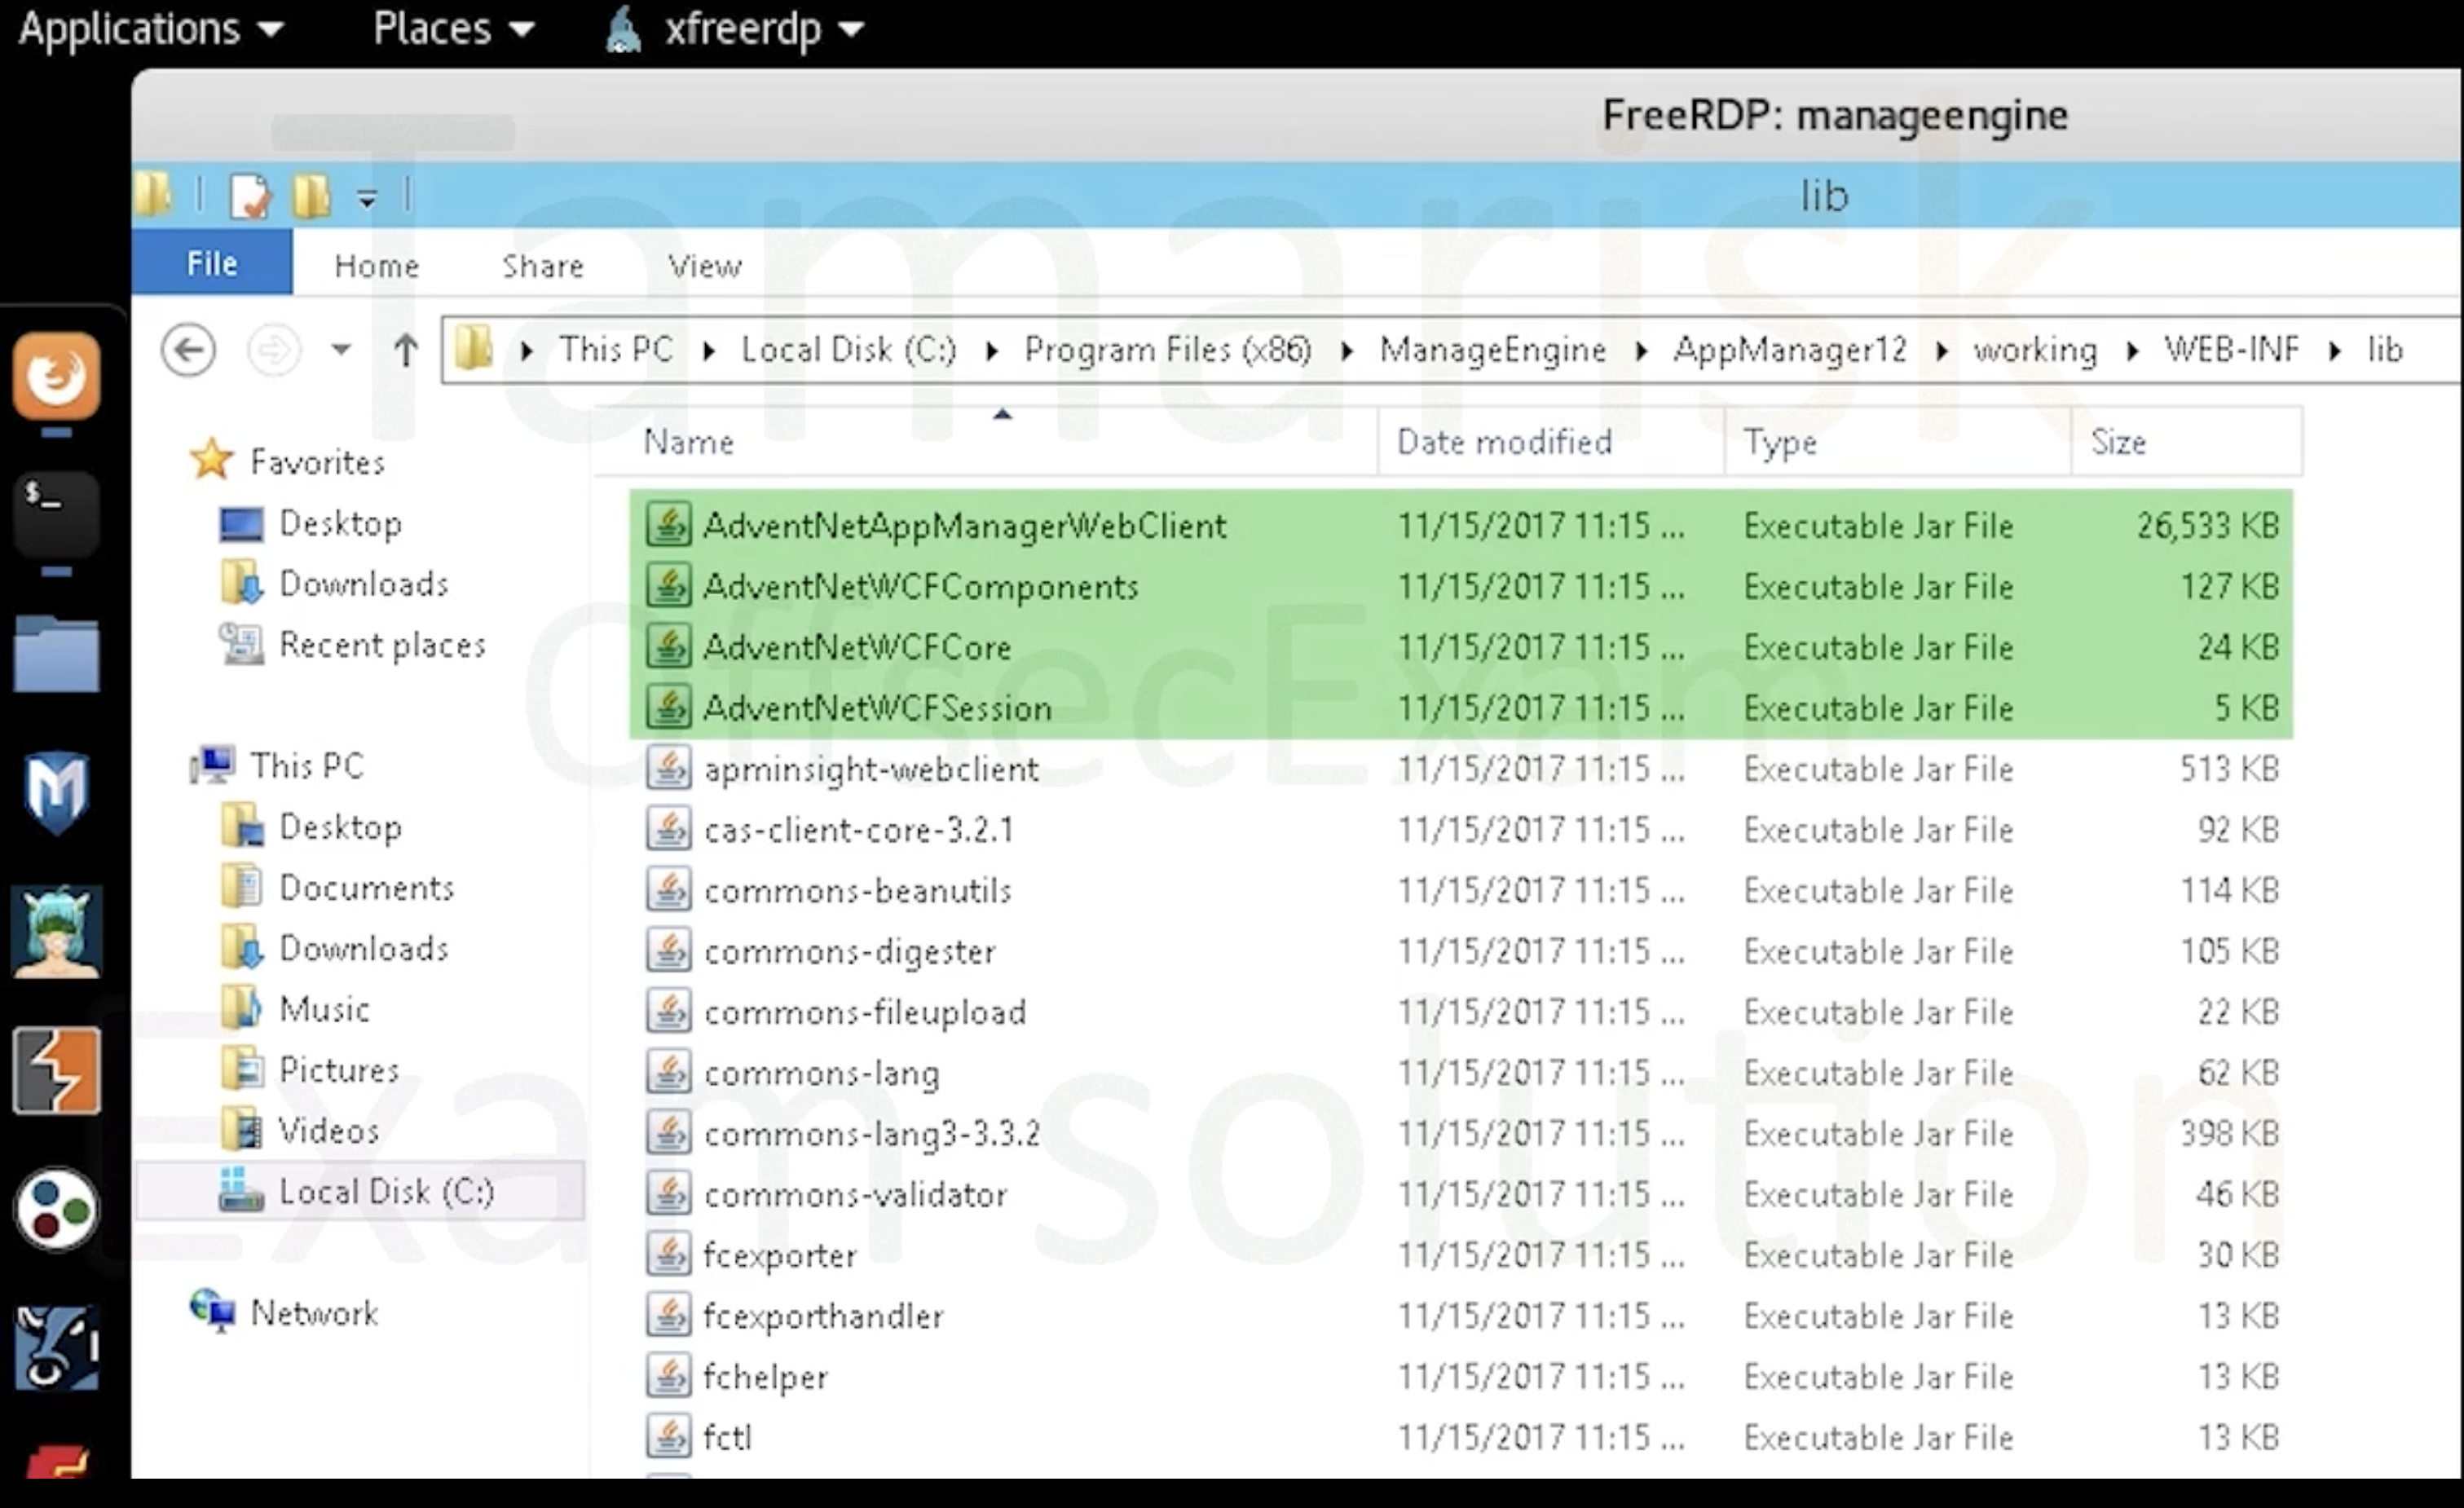 Applications Places xfreerdp
FreeRDP: manageengine
lib
File Home Share View
This PC Local Disk (C:) Program Files (x86) ManageEngine AppManager12 working WEB-INF lib
Name Date modified Type Size
Favorites
Desktop
Downloads
Recent places
This PC
Desktop
Documents
Downloads
Music
Pictures
Videos
Local Disk (C:)
Network
AdventNetAppManagerWebClient 11/15/2017 11:15 ... Executable Jar File 26,533 KB
AdventNetWCFComponents 11/15/2017 11:15 ... Executable Jar File 127 KB
AdventNetWCFCore 11/15/2017 11:15 ... Executable Jar File 24 KB
AdventNetWCFSession 11/15/2017 11:15 ... Executable Jar File 5 KB
apminsight-webclient 11/15/2017 11:15 ... Executable Jar File 513 KB
cas-client-core-3.2.1 11/15/2017 11:15 ... Executable Jar File 92 KB
commons-beanutils 11/15/2017 11:15 ... Executable Jar File 114 KB
commons-digester 11/15/2017 11:15 ... Executable Jar File 105 KB
commons-fileupload 11/15/2017 11:15 ... Executable Jar File 22 KB
commons-lang 11/15/2017 11:15 ... Executable Jar File 62 KB
commons-lang3-3.3.2 11/15/2017 11:15 ... Executable Jar File 398 KB
commons-validator 11/15/2017 11:15 ... Executable Jar File 46 KB
fcexporter 11/15/2017 11:15 ... Executable Jar File 30 KB
fcexporthandler 11/15/2017 11:15 ... Executable Jar File 13 KB
fchelper 11/15/2017 11:15 ... Executable Jar File 13 KB
fctl 11/15/2017 11:15 ... Executable Jar File 13 KB
$_
Tamarisk
OffsecExam
Exam solution